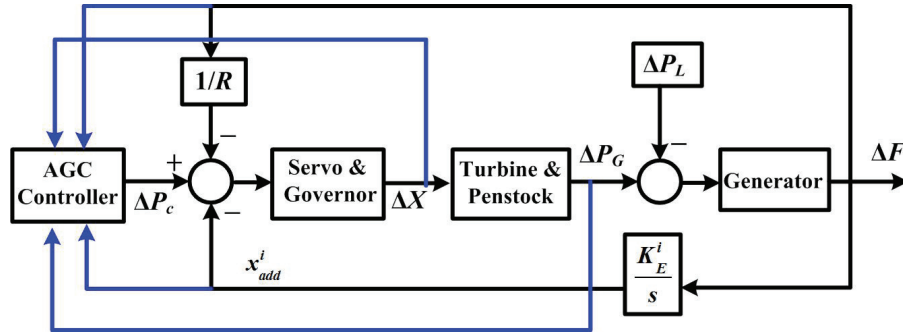 ΔP_L
1/R
−
−
AGC
Controller
+
ΔP_c
−
Servo &
Governor
ΔX
Turbine &
Penstock
ΔP_G
Generator
ΔF
x^i_add
K^i_E
s